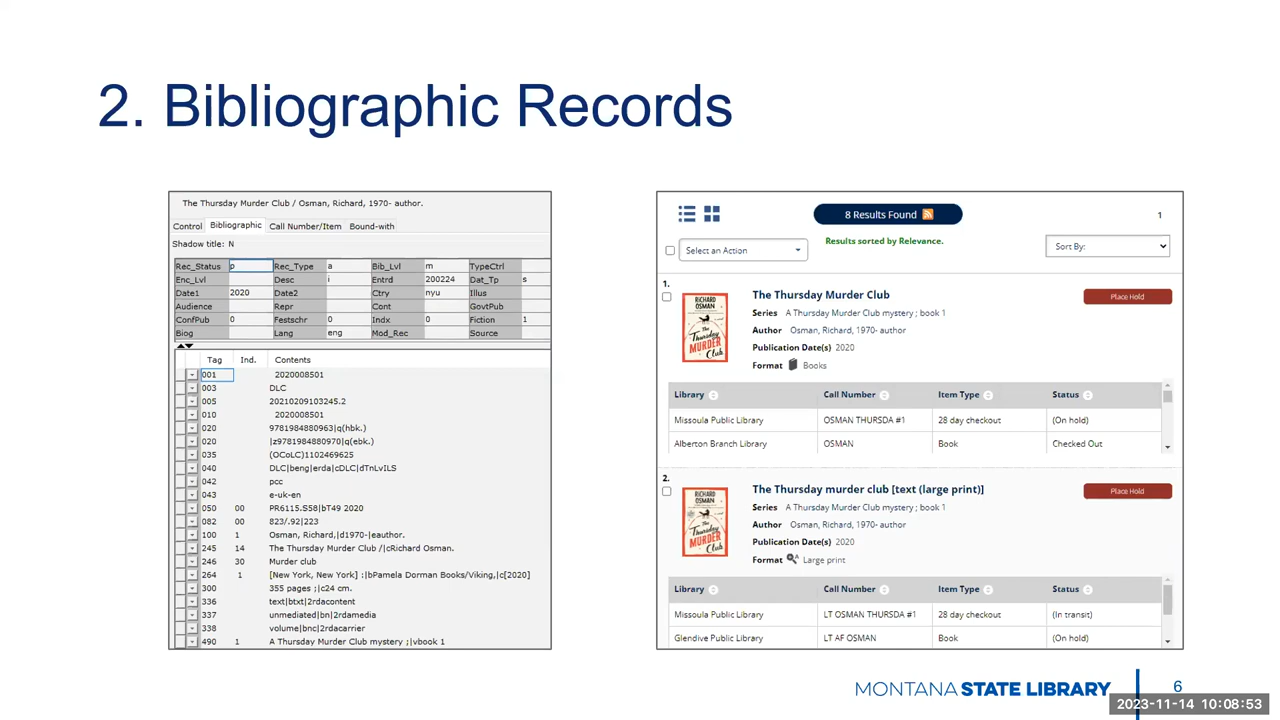 2. Bibliographic Records
The Thursday Murder Club / Osman, Richard, 1970- author.
Control Bibliographic Call Number/Item Bound-with
Shadow title: N
Rec_Status p Rec_Type a Bib_Lvl m TypeCtrl
Enc_Lvl Desc i Entrd 200224 Dat_Tp s
Date1 2020 Date2 Ctry nyu Illus
Audience Repr Cont GovtPub
ConfPub 0 Festschr 0 Indx 0 Fiction 1
Biog Lang eng Mod_Rec Source
Tag Ind. Contents
001 2020008501
003 DLC
005 20210209103245.2
010 2020008501
020 9781984880963|q(hbk.)
020 |z9781984880970|q(ebk.)
035 (OCoLC)1102469625
040 DLC|beng|erda|cDLC|dTnLvILS
042 pcc
043 e-uk-en
050 00 PR6115.S58|bT49 2020
082 00 823/.92|223
100 1 Osman, Richard,|d1970-|eauthor.
245 14 The Thursday Murder Club /|cRichard Osman.
246 30 Murder club
264 1 [New York, New York] :|bPamela Dorman Books/Viking,|c[2020]
300 355 pages ;|c24 cm.
336 text|btxt|2rdacontent
337 unmediated|bn|2rdamedia
338 volume|bnc|2rdacarrier
490 1 A Thursday Murder Club mystery ;|vbook 1
8 Results Found
1
Select an Action
Results sorted by Relevance.
Sort By:
1.
RICHARD OSMAN
The Thursday MURDER Club
The Thursday Murder Club
Place Hold
Series A Thursday Murder Club mystery ; book 1
Author Osman, Richard, 1970- author
Publication Date(s) 2020
Format Books
Library Call Number Item Type Status
Missoula Public Library OSMAN THURSDA #1 28 day checkout (On hold)
Alberton Branch Library OSMAN Book Checked Out
2.
RICHARD OSMAN
The Thursday MURDER Club
The Thursday murder club [text (large print)]
Place Hold
Series A Thursday Murder Club mystery ; book 1
Author Osman, Richard, 1970- author
Publication Date(s) 2020
Format Large print
Library Call Number Item Type Status
Missoula Public Library LT OSMAN THURSDA #1 28 day checkout (In transit)
Glendive Public Library LT AF OSMAN Book (On hold)
MONTANA STATE LIBRARY
6
2023-11-14 10:08:53